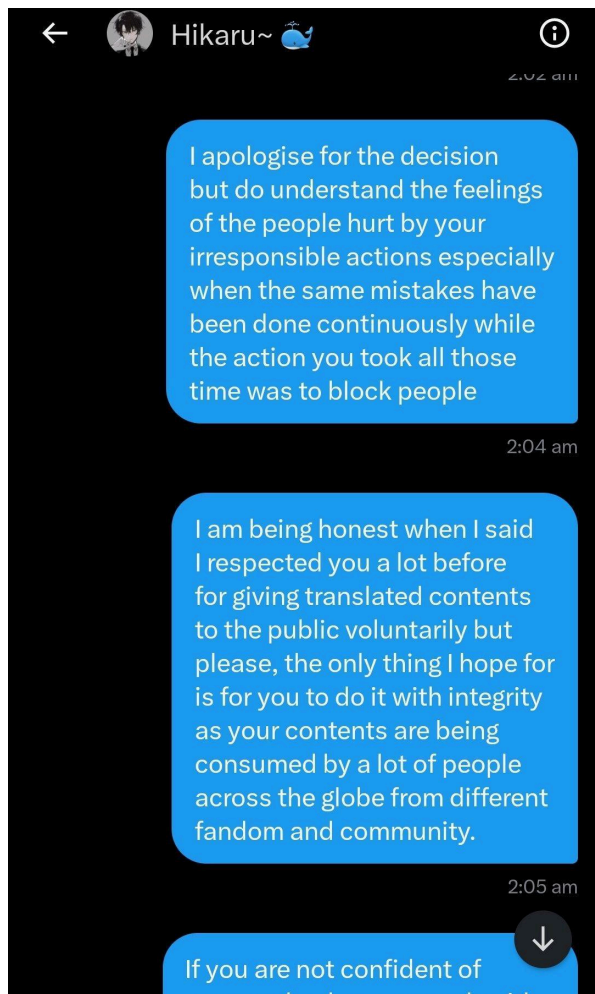 Hikaru~ 🐳
2:02 am
I apologise for the decision
but do understand the feelings
of the people hurt by your
irresponsible actions especially
when the same mistakes have
been done continuously while
the action you took all those
time was to block people
2:04 am
I am being honest when I said
I respected you a lot before
for giving translated contents
to the public voluntarily but
please, the only thing I hope for
is for you to do it with integrity
as your contents are being
consumed by a lot of people
across the globe from different
fandom and community.
2:05 am
If you are not confident of